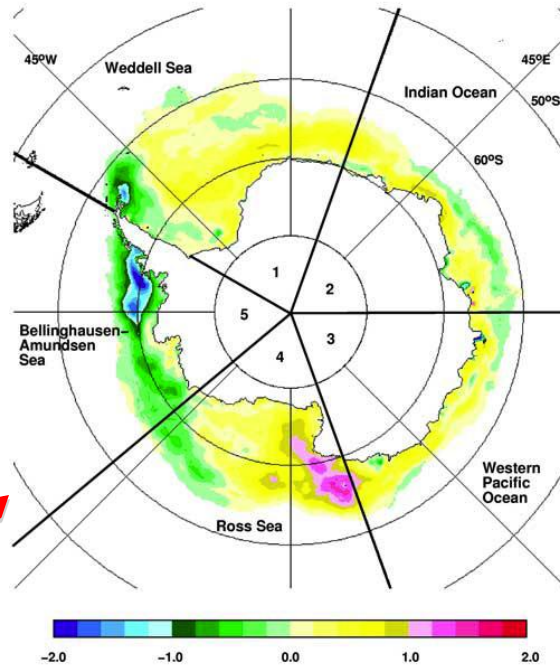 45ºW
Weddell Sea
45ºE
Indian Ocean
50ºS
60ºS
1
2
5
3
4
Bellinghausen-
Amundsen
Sea
Western
Pacific
Ocean
Ross Sea
-2.0
-1.0
0.0
1.0
2.0